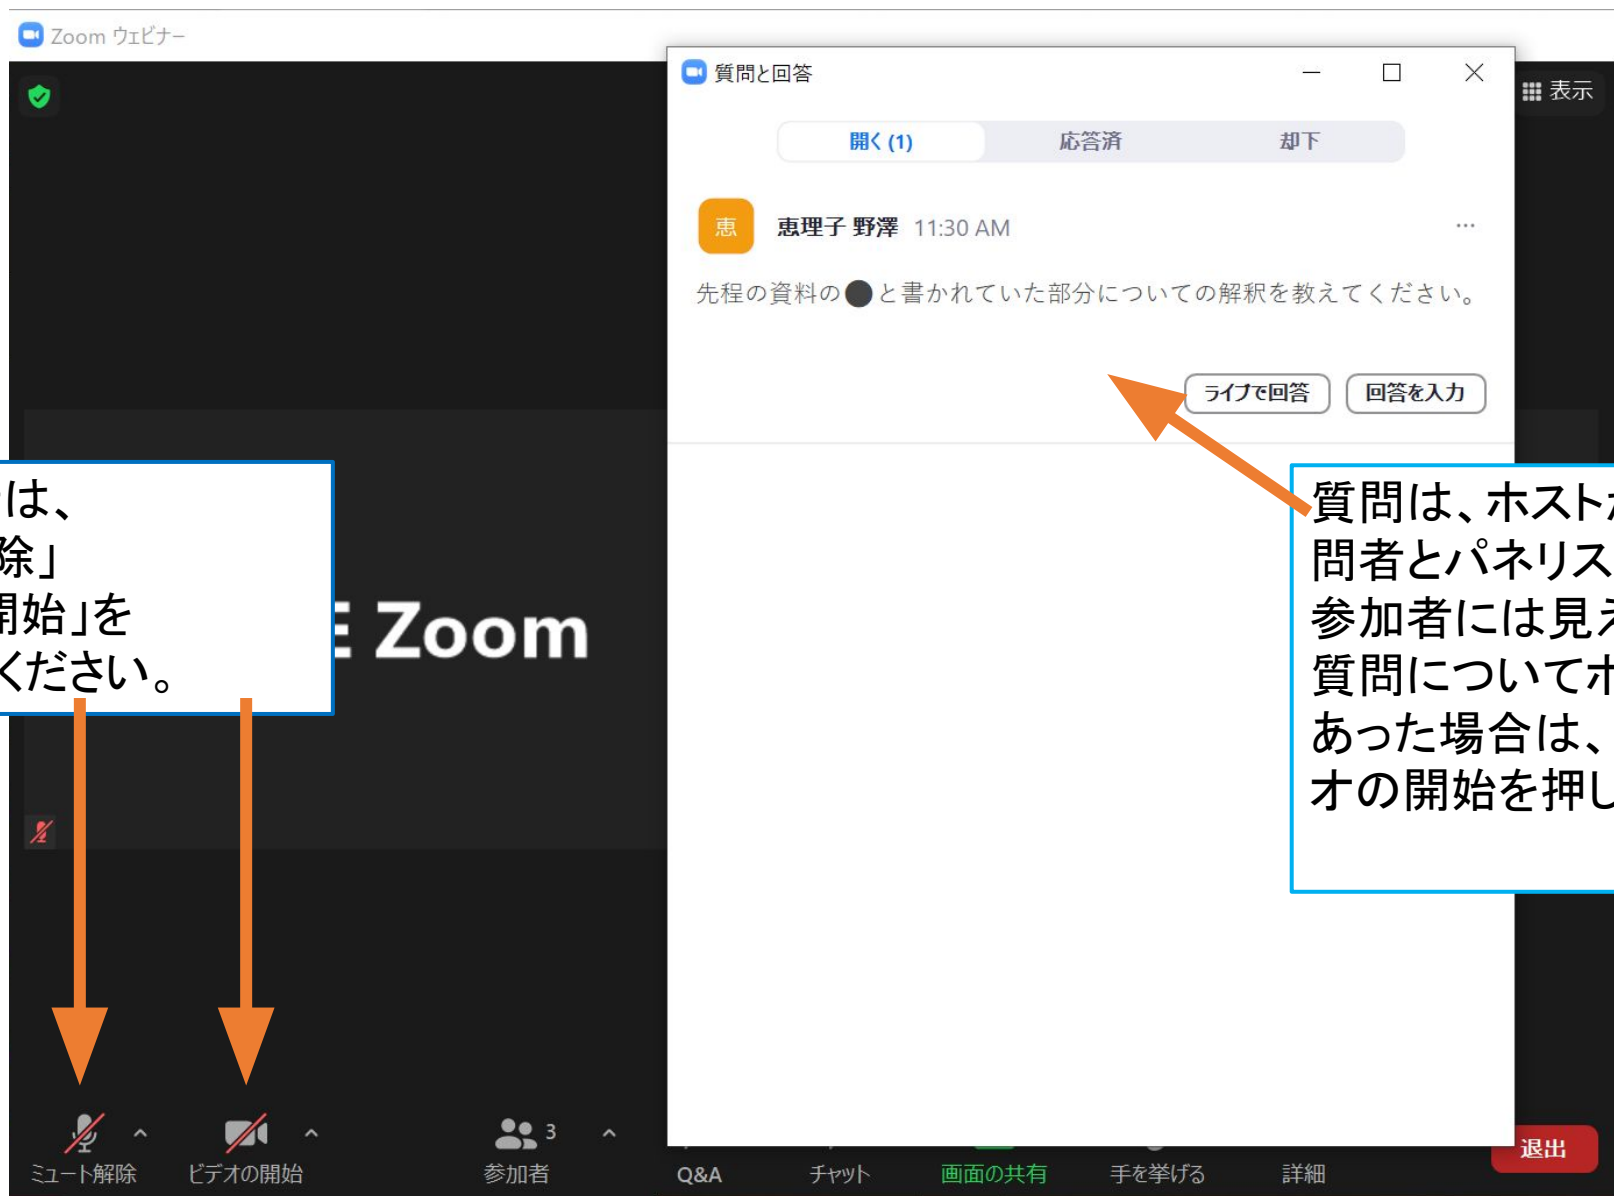 Zoom ウェビナー
表示
質問と回答
開く (1)
応答済
却下
恵
恵理子 野澤 11:30 AM
先程の資料の●と書かれていた部分についての解釈を教えてください。
ライブで回答
回答を入力
は、
除」
開始」を
ください。
Zoom
質問は、ホスト
問者とパネリス
参加者には見え
質問について
あった場合は、
オの開始を押し
3
ミュート解除
ビデオの開始
参加者
Q&A
チャット
画面の共有
手を挙げる
詳細
退出